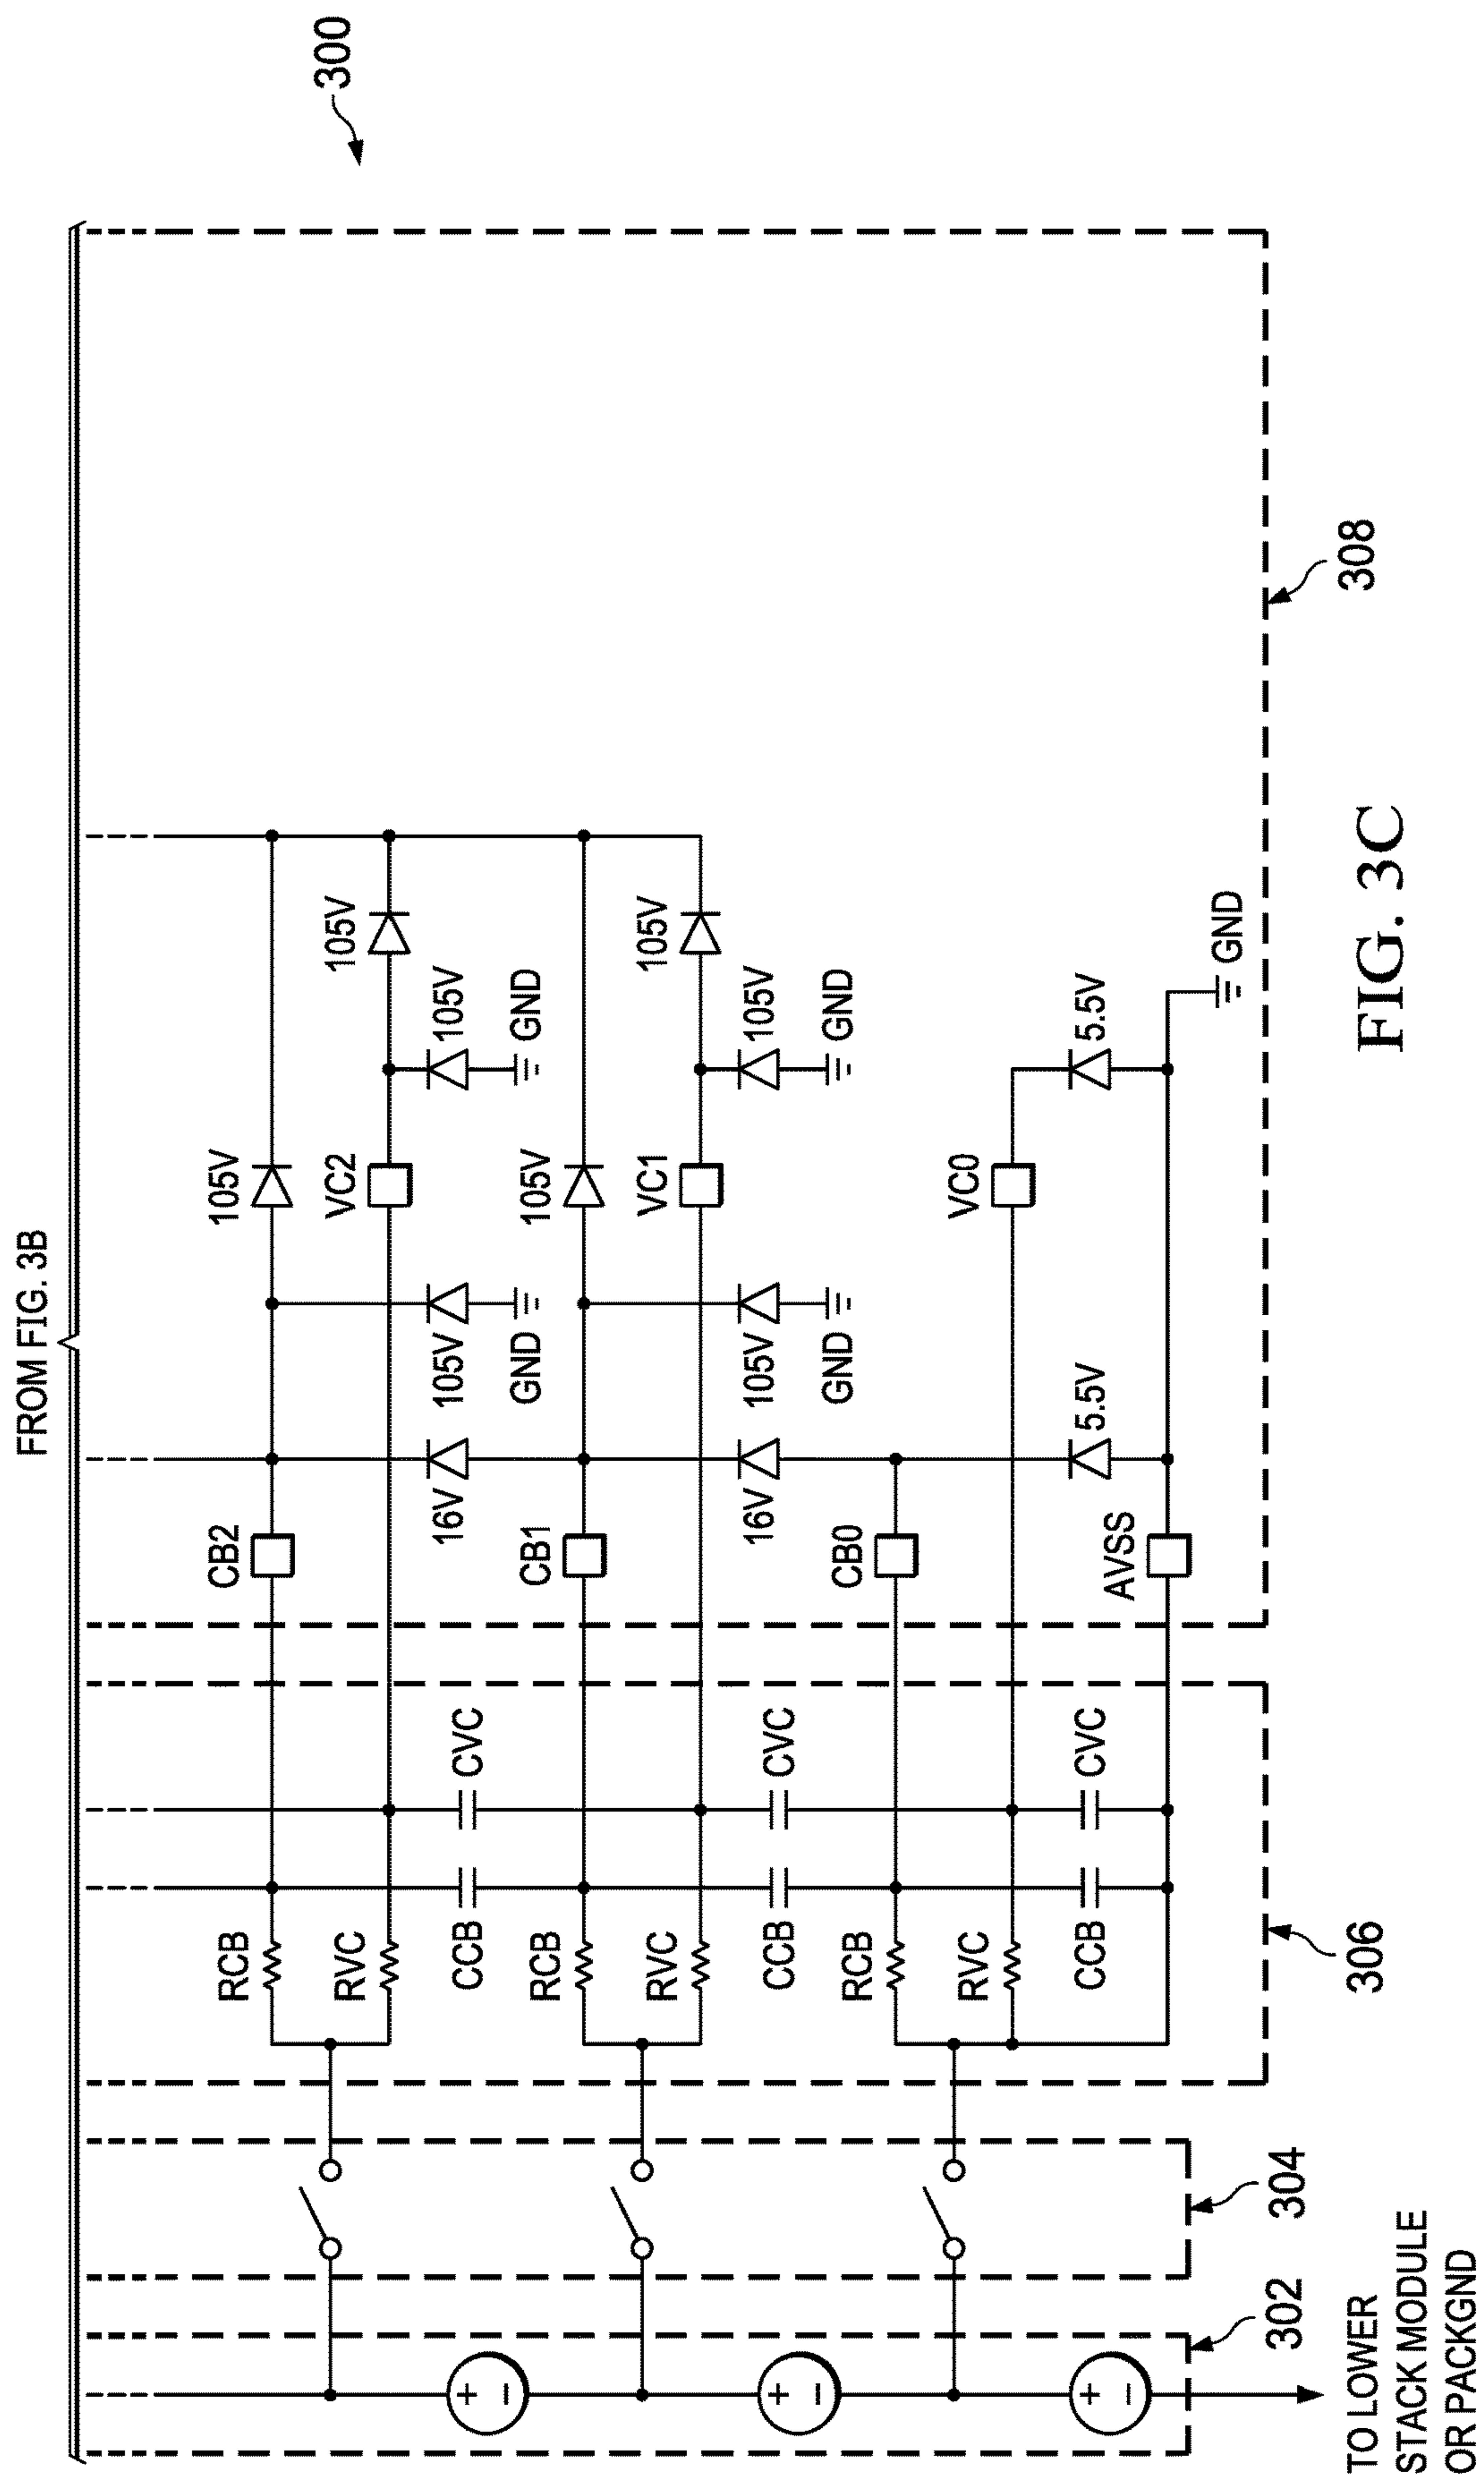 FROM FIG. 3B
300
105V
105V
CB2
VC2
RCB
RVC
105V
105V
16V
GND
GND
CVC
CCB
105V
105V
CB1
VC1
RCB
RVC
105V
105V
16V
GND
GND
CVC
CCB
CB0
VC0
RCB
RVC
5.5V
5.5V
CVC
CCB
AVSS
GND
+
−
+
−
+
−
302
304
306
308
TO LOWER
STACK MODULE
OR PACKGND
FIG. 3C